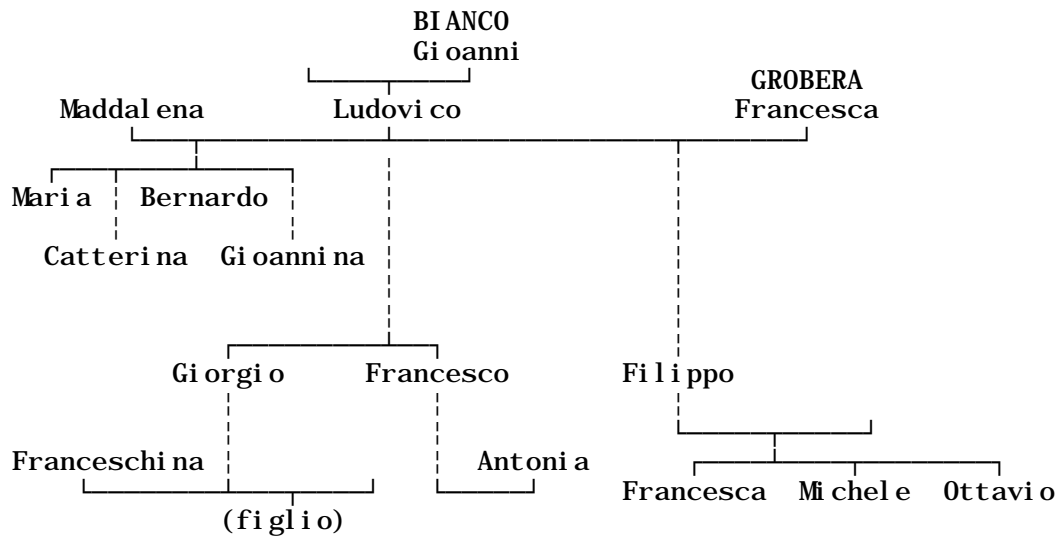 BIANCO
Gioanni
GROBERA
Maddalena Ludovico Francesca
Maria Bernardo
Catterina Gioannina
Giorgio Francesco Filippo
Franceschina Antonia
Francesca Michele Ottavio
(figlio)